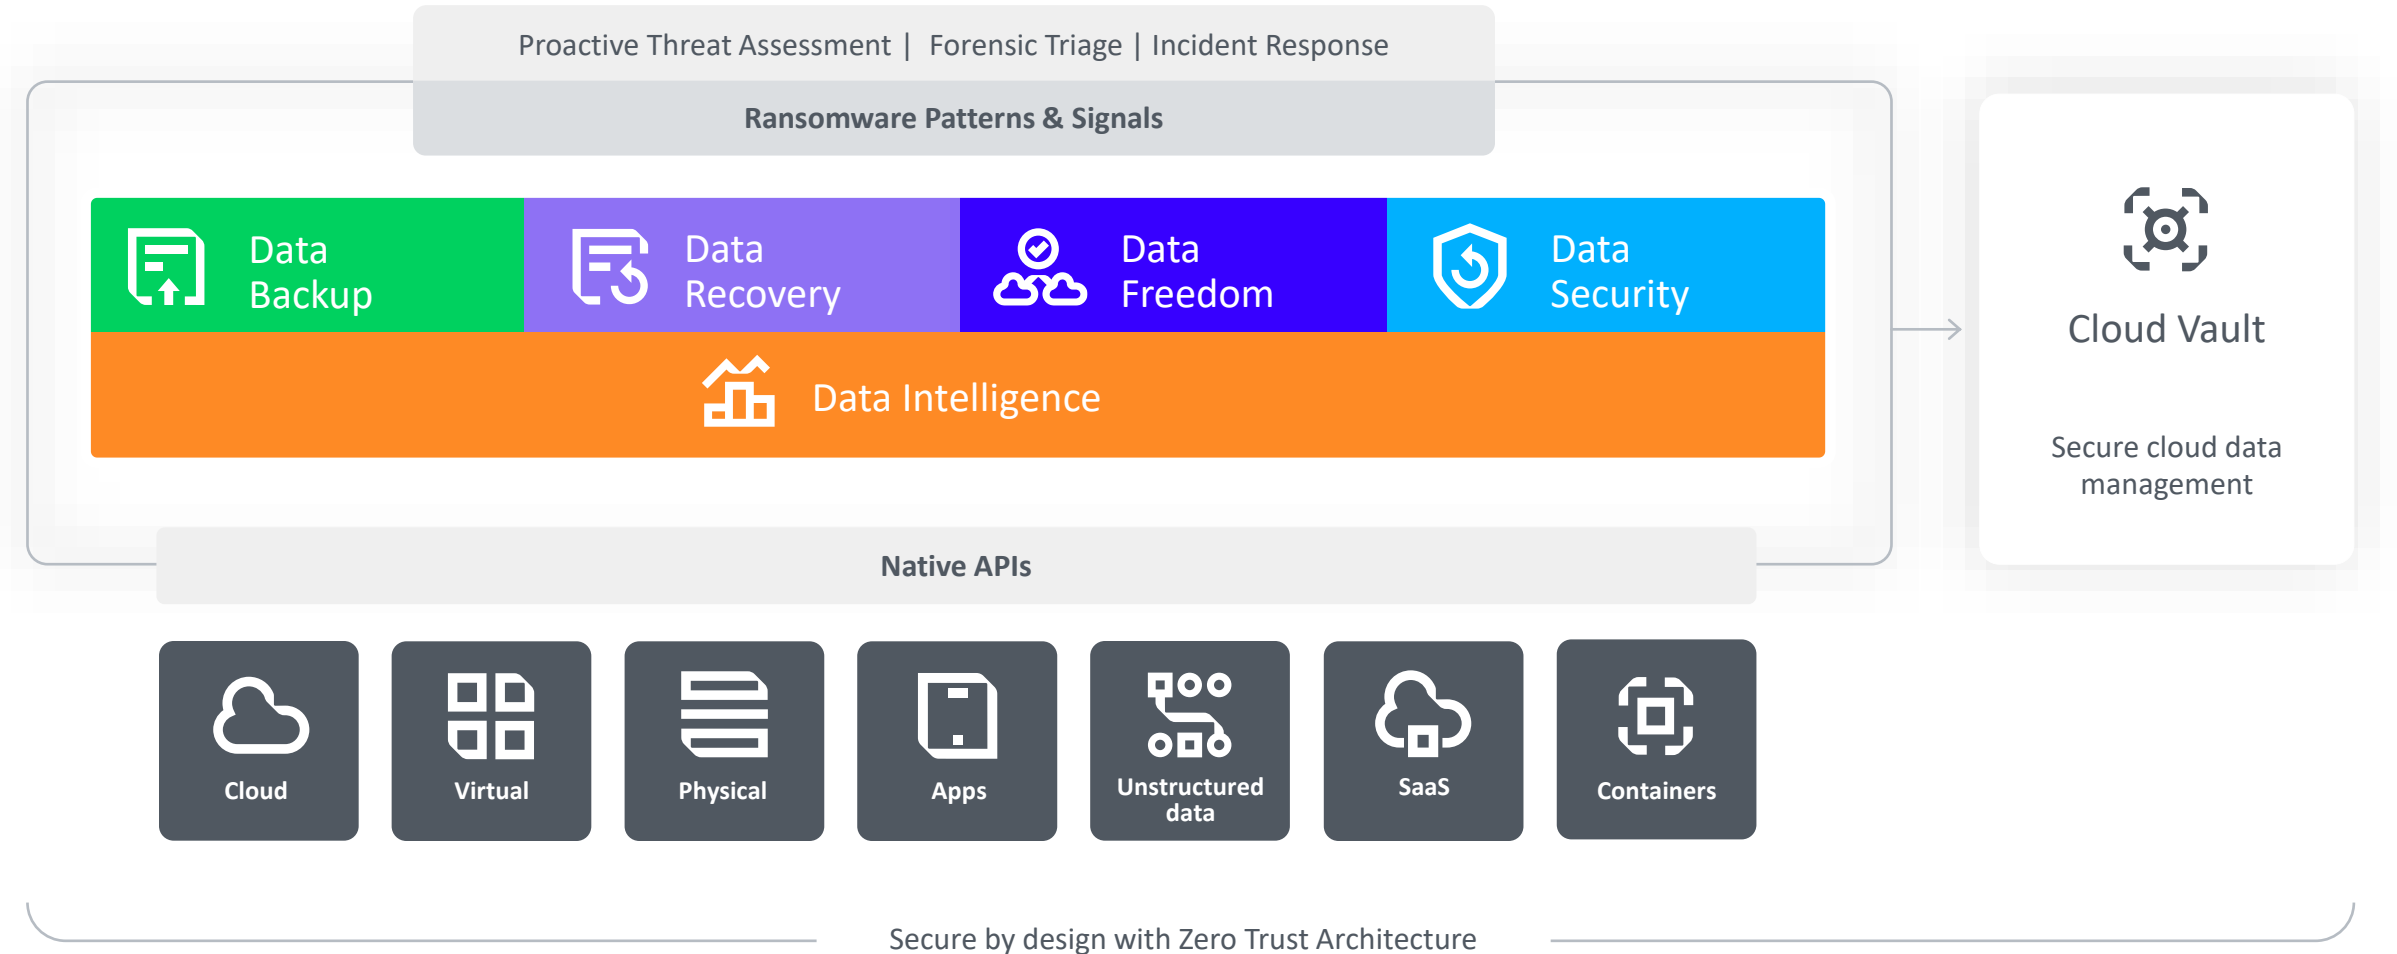 Proactive Threat Assessment | Forensic Triage | Incident Response
Ransomware Patterns & Signals
Data
Backup
Data
Recovery
Data
Freedom
Data
Security
Data Intelligence
Cloud Vault
Secure cloud data
management
Native APIs
Cloud
Virtual
Physical
Apps
Unstructured
data
SaaS
Containers
Secure by design with Zero Trust Architecture